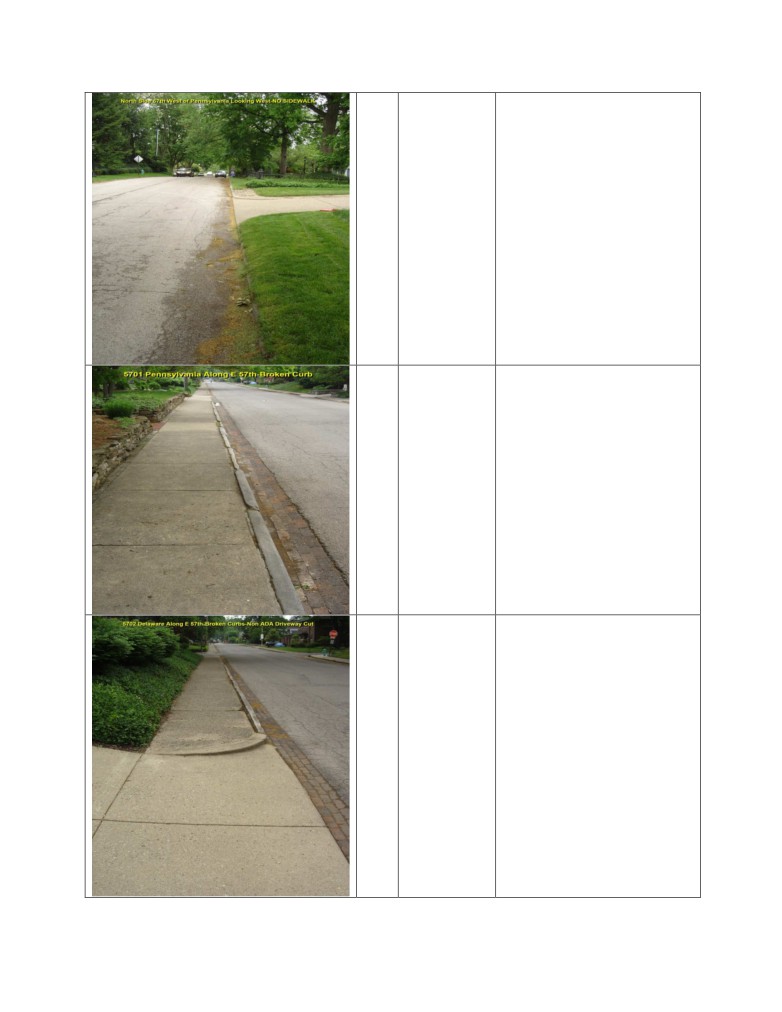 North Side 57th West of Pennsylvania Looking West-NO SIDEWALK
5701 Pennsylvania Along E 57th-Broken Curb
5702 Delaware Along E 57th-Broken Curbs-Non ADA Driveway Cut